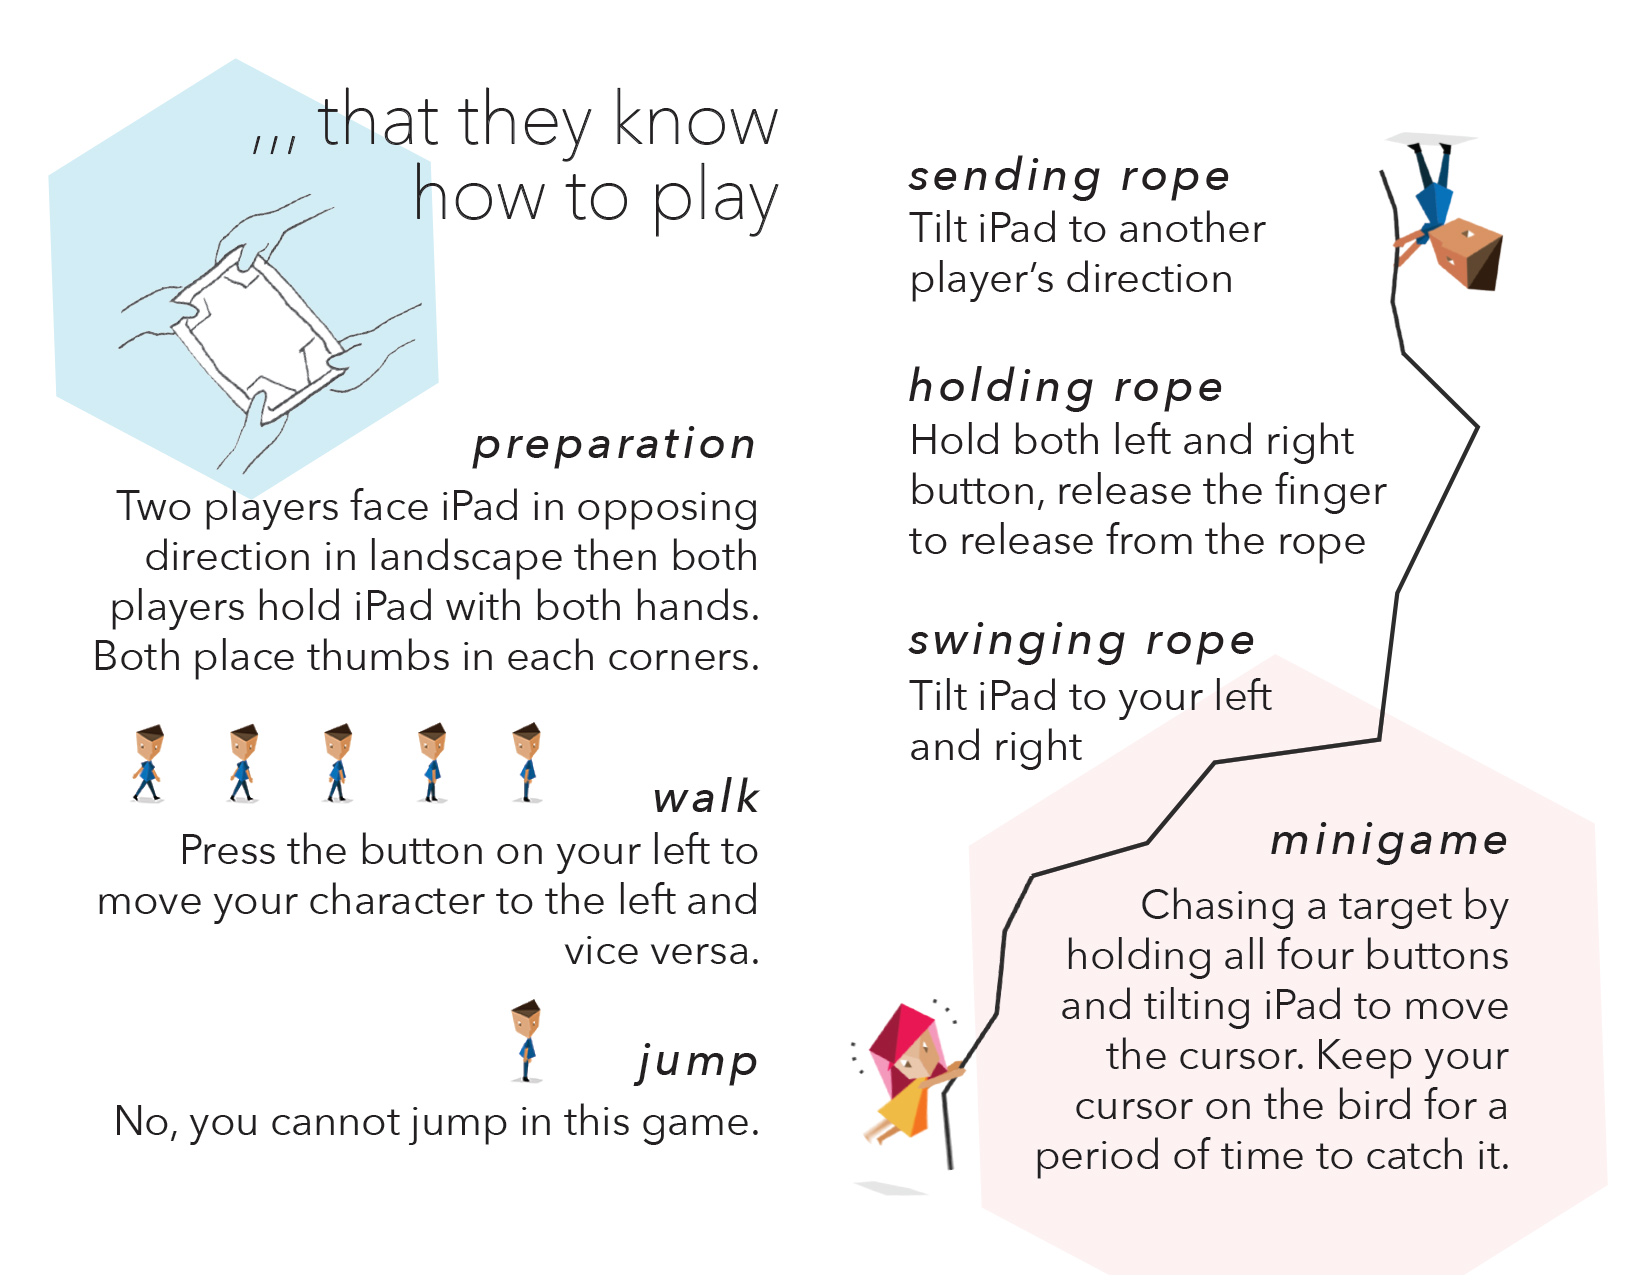 ,,, that they know
how to play
preparation
Two players face iPad in opposing
direction in landscape then both
players hold iPad with both hands.
Both place thumbs in each corners.
walk
Press the button on your left to
move your character to the left and
vice versa.
jump
No, you cannot jump in this game.
sending rope
Tilt iPad to another
player’s direction
holding rope
Hold both left and right
button, release the finger
to release from the rope
swinging rope
Tilt iPad to your left
and right
minigame
Chasing a target by
holding all four buttons
and tilting iPad to move
the cursor. Keep your
cursor on the bird for a
period of time to catch it.